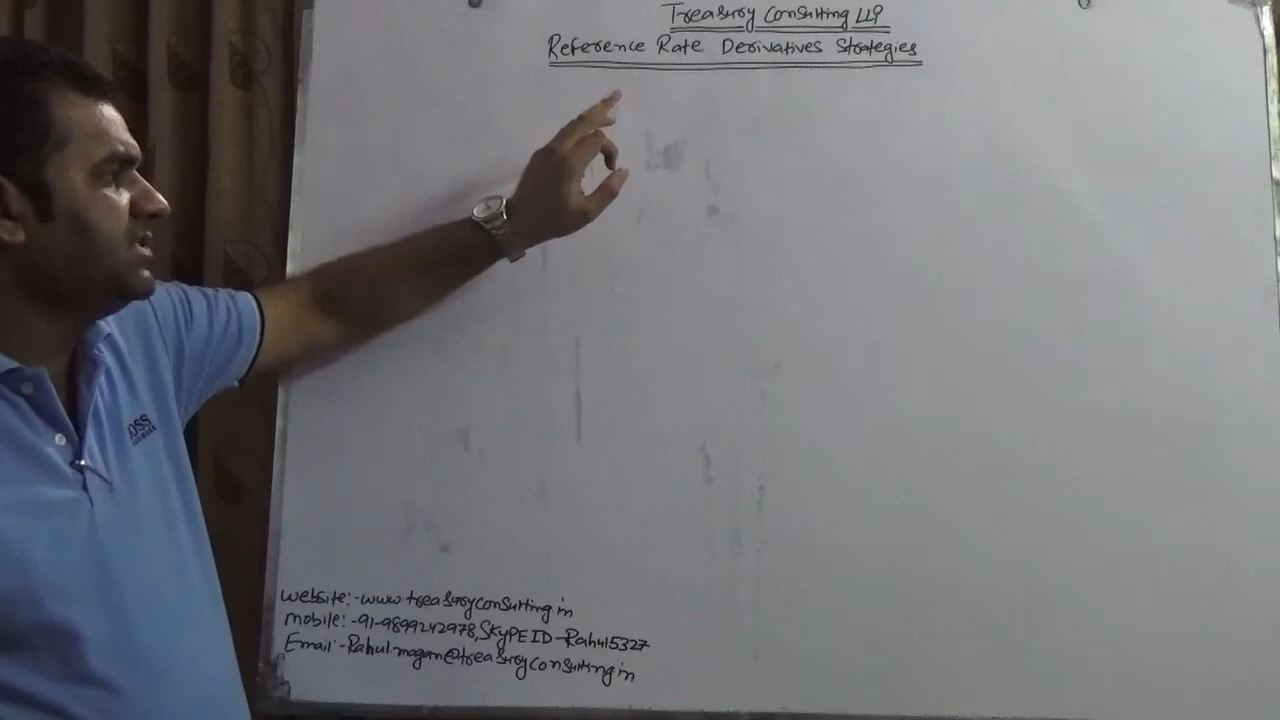 Treasury Consulting LLP
Reference Rate Derivatives Strategies
OSS
website:-www.treasuryconsulting.in
mobile:-91-9899242978,SKYPE ID-Rahul5327
Email:-Rahul.magan@treasuryconsulting.in